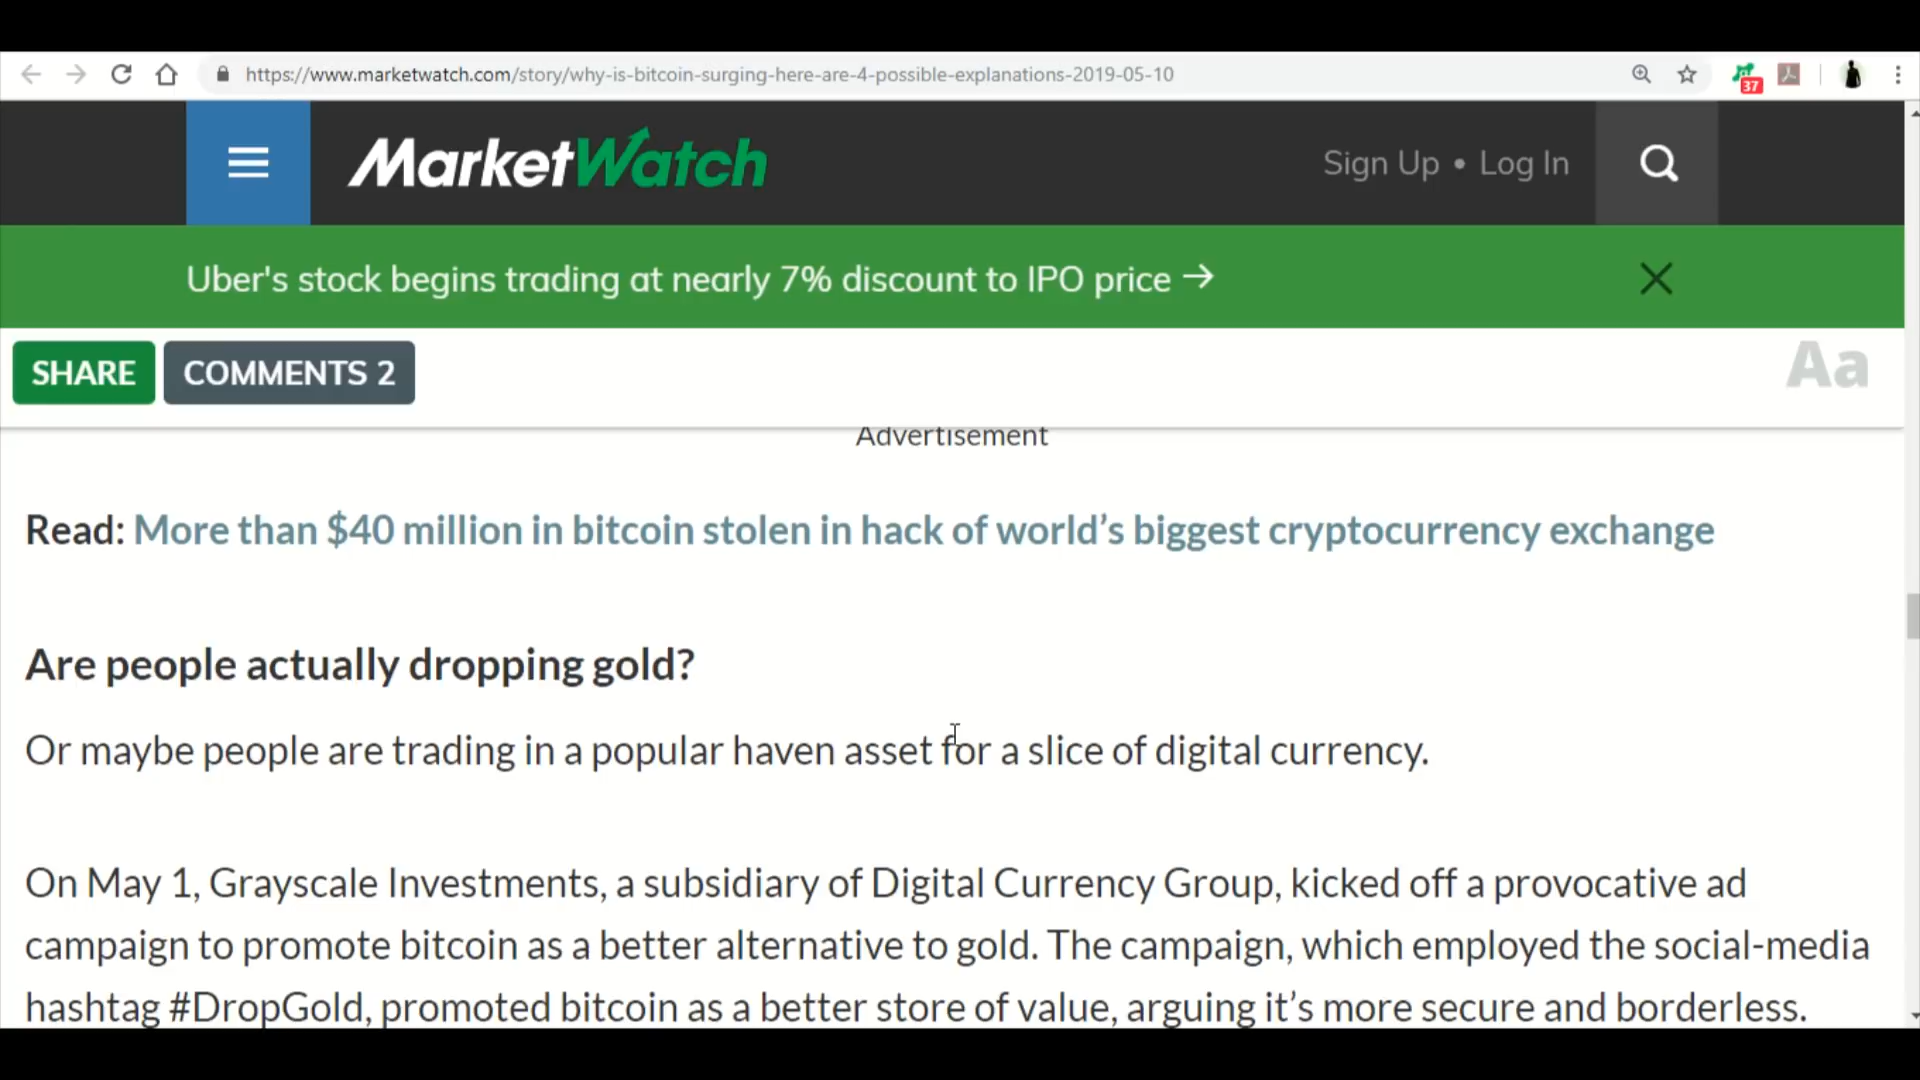 https://www.marketwatch.com/story/why-is-bitcoin-surging-here-are-4-possible-explanations-2019-05-10
37
MarketWatch
Sign Up • Log In
Uber's stock begins trading at nearly 7% discount to IPO price →
SHARE
COMMENTS 2
Aa
Advertisement
Read: More than $40 million in bitcoin stolen in hack of world’s biggest cryptocurrency exchange
Are people actually dropping gold?
Or maybe people are trading in a popular haven asset for a slice of digital currency.
On May 1, Grayscale Investments, a subsidiary of Digital Currency Group, kicked off a provocative ad
campaign to promote bitcoin as a better alternative to gold. The campaign, which employed the social-media
hashtag #DropGold, promoted bitcoin as a better store of value, arguing it’s more secure and borderless.